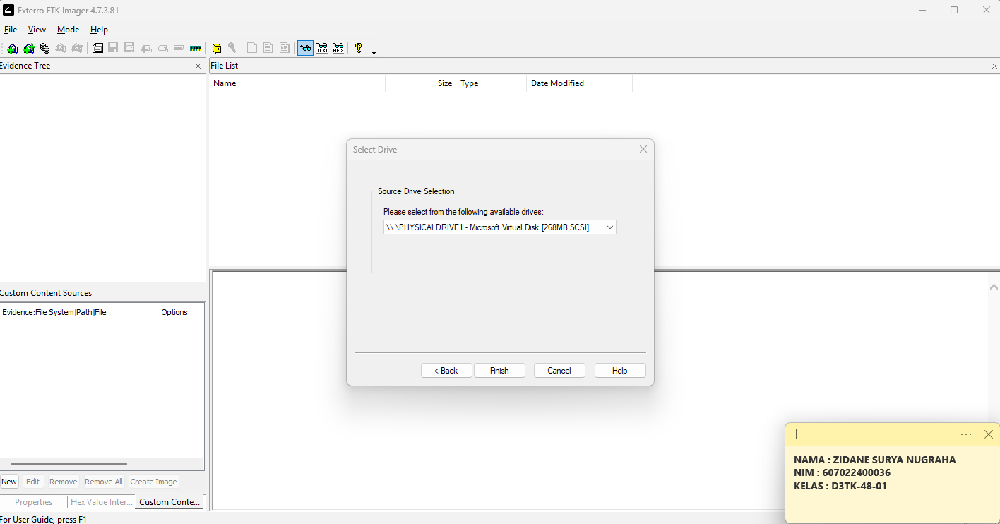 Exterro FTK Imager 4.7.3.81
File View Mode Help
TEXT HEX
Evidence Tree
File List
Name Size Type Date Modified
Select Drive
Source Drive Selection
Please select from the following available drives:
\\.\PHYSICALDRIVE1 - Microsoft Virtual Disk [268MB SCSI]
< Back Finish Cancel Help
Custom Content Sources
Evidence:File System|Path|File Options
New Edit Remove Remove All Create Image
Properties Hex Value Inter... Custom Conte...
For User Guide, press F1
NAMA : ZIDANE SURYA NUGRAHA
NIM : 607022400036
KELAS : D3TK-48-01